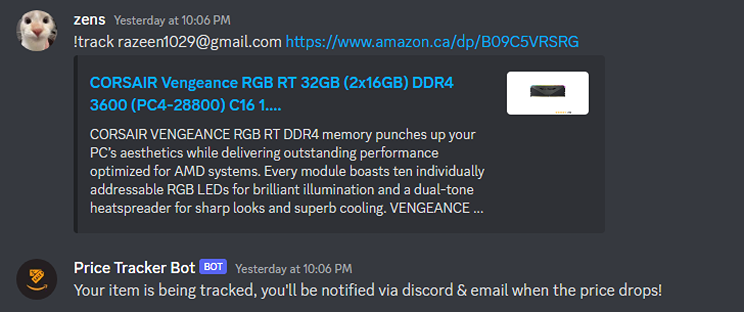 zens Yesterday at 10:06 PM
!track razeen1029@gmail.com https://www.amazon.ca/dp/B09C5VRSRG
CORSAIR Vengeance RGB RT 32GB (2x16GB) DDR4
3600 (PC4-28800) C16 1....
CORSAIR VENGEANCE RGB RT DDR4 memory punches up your
PC's aesthetics while delivering outstanding performance
optimized for AMD systems. Every module boasts ten individually
addressable RGB LEDs for brilliant illumination and a dual-tone
heatspreader for sharp looks and superb cooling. VENGEANCE ...
Price Tracker Bot BOT Yesterday at 10:06 PM
Your item is being tracked, you'll be notified via discord & email when the price drops!